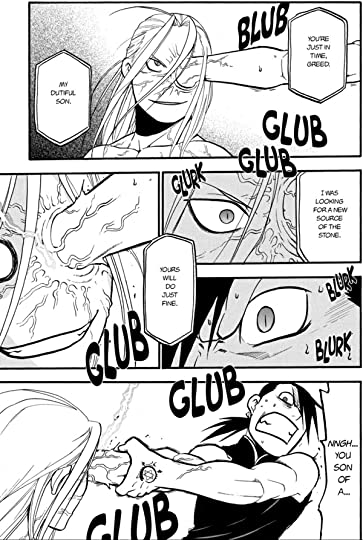 BLUB
YOU'RE
JUST IN
TIME,
GREED.
MY
DUTIFUL
SON.
GLUB
GLUB
GLURK
I WAS
LOOKING
FOR A NEW
SOURCE
OF THE
STONE.
YOURS
WILL DO
JUST
FINE.
BLURK
BLURK
GLUB
GLUB
NNGH...
YOU
SON OF
A...
GLUB